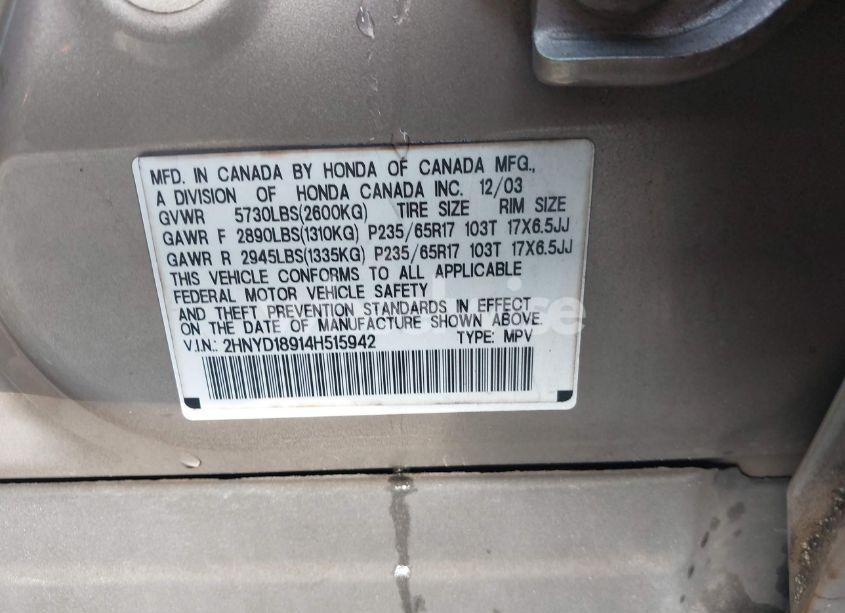 MFD. IN CANADA BY HONDA OF CANADA MFG.,
A DIVISION OF HONDA CANADA INC. 12/03
GVWR 5730LBS(2600KG) TIRE SIZE RIM SIZE
GAWR F 2890LBS(1310KG) P235/65R17 103T 17X6.5JJ
GAWR R 2945LBS(1335KG) P235/65R17 103T 17X6.5JJ
THIS VEHICLE CONFORMS TO ALL APPLICABLE
FEDERAL MOTOR VEHICLE SAFETY
AND THEFT PREVENTION STANDARDS IN EFFECT
ON THE DATE OF MANUFACTURE SHOWN ABOVE.
V.I.N.: 2HNYD18914H515942 TYPE: MPV